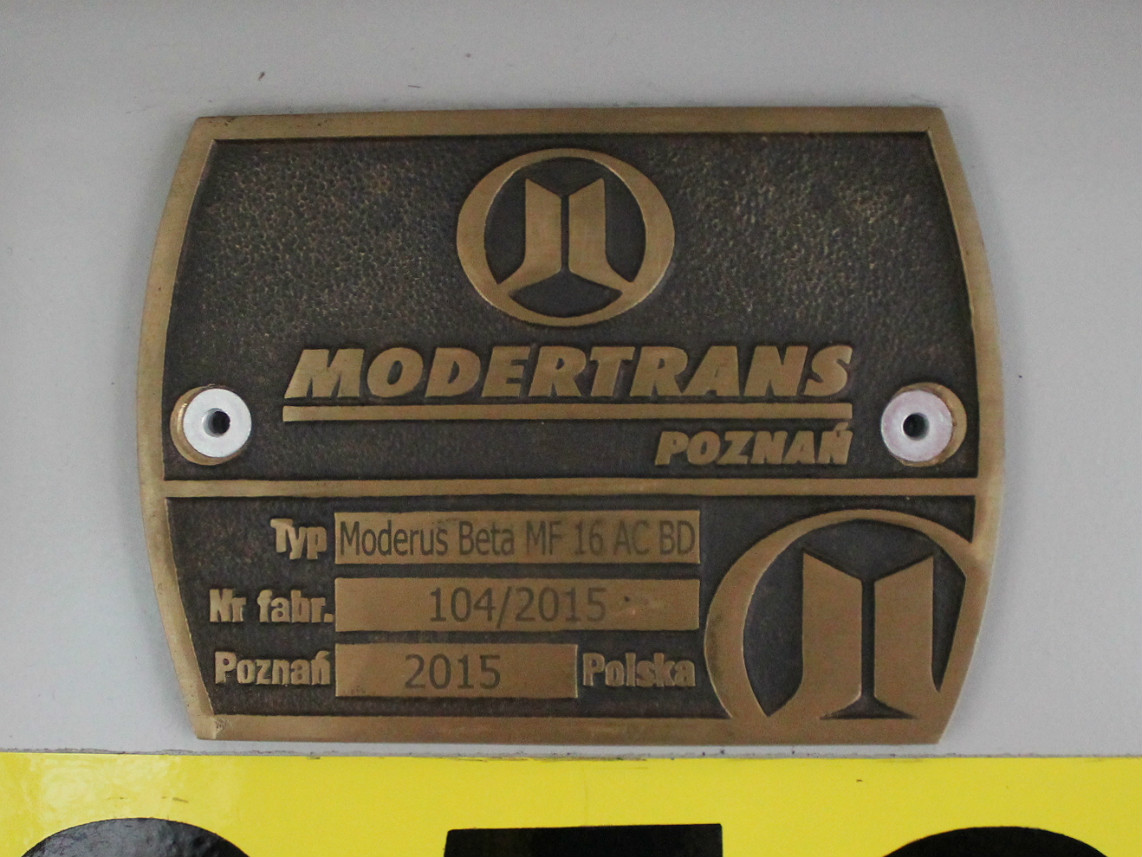 MODERTRANS
POZNAŃ
Typ Moderus Beta MF 16 AC BD
Nr fabr. 104/2015
Poznań 2015 Polska